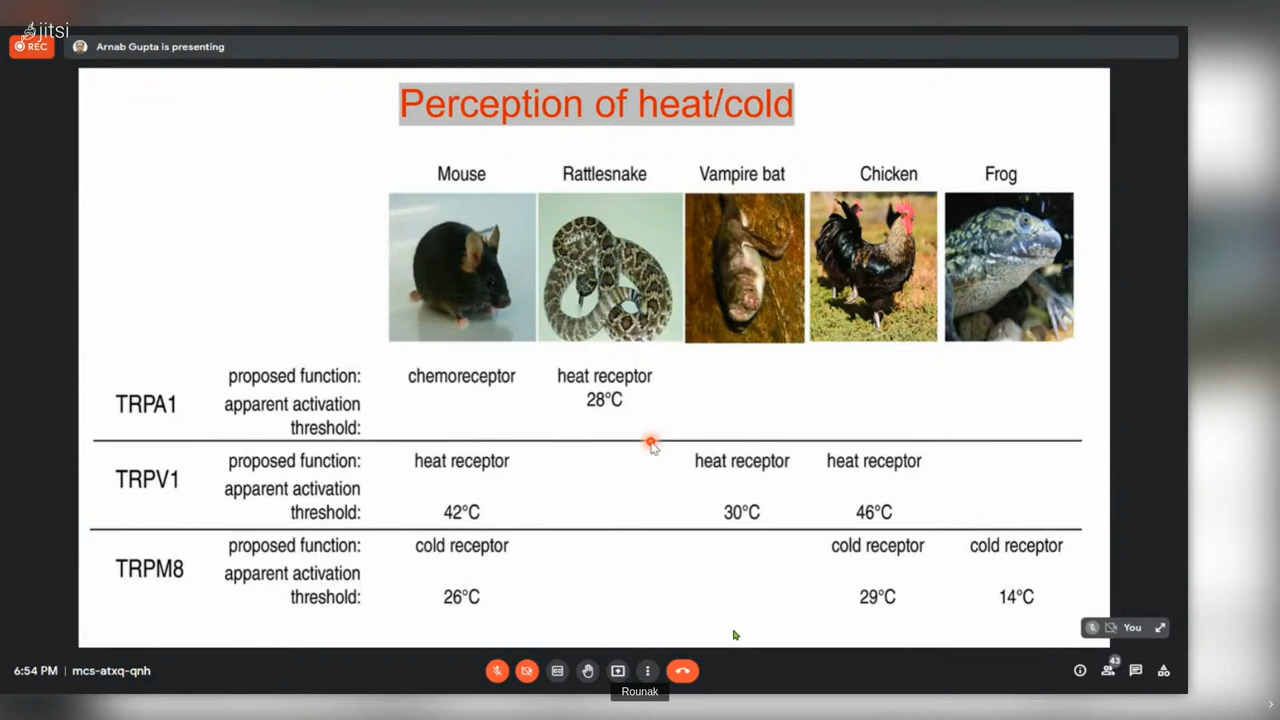 jitsi
REC
Arnab Gupta is presenting
Perception of heat/cold
Mouse Rattlesnake Vampire bat Chicken Frog
TRPA1
proposed function: chemoreceptor heat receptor
apparent activation 28°C
threshold:
TRPV1
proposed function: heat receptor heat receptor heat receptor
apparent activation
threshold: 42°C 30°C 46°C
TRPM8
proposed function: cold receptor cold receptor cold receptor
apparent activation
threshold: 26°C 29°C 14°C
You
6:54 PM | mcs-atxq-qnh
43
Rounak